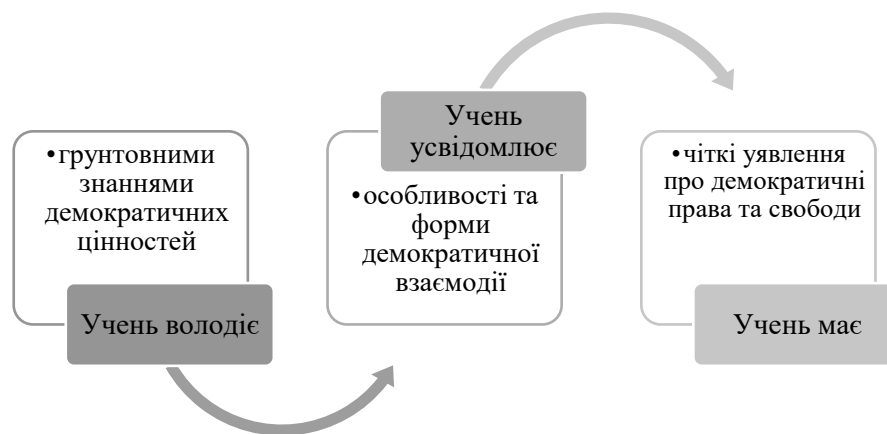 •грунтовними
знаннями
демократичних
цінностей
Учень володіє
Учень
усвідомлює
•особливості та
форми
демократичної
взаємодії
•чіткі уявлення
про демократичні
права та свободи
Учень має